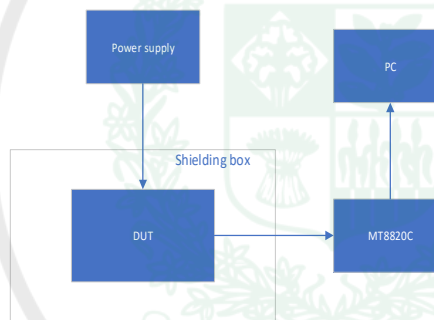 Power supply
PC
Shielding box
DUT
MT8820C